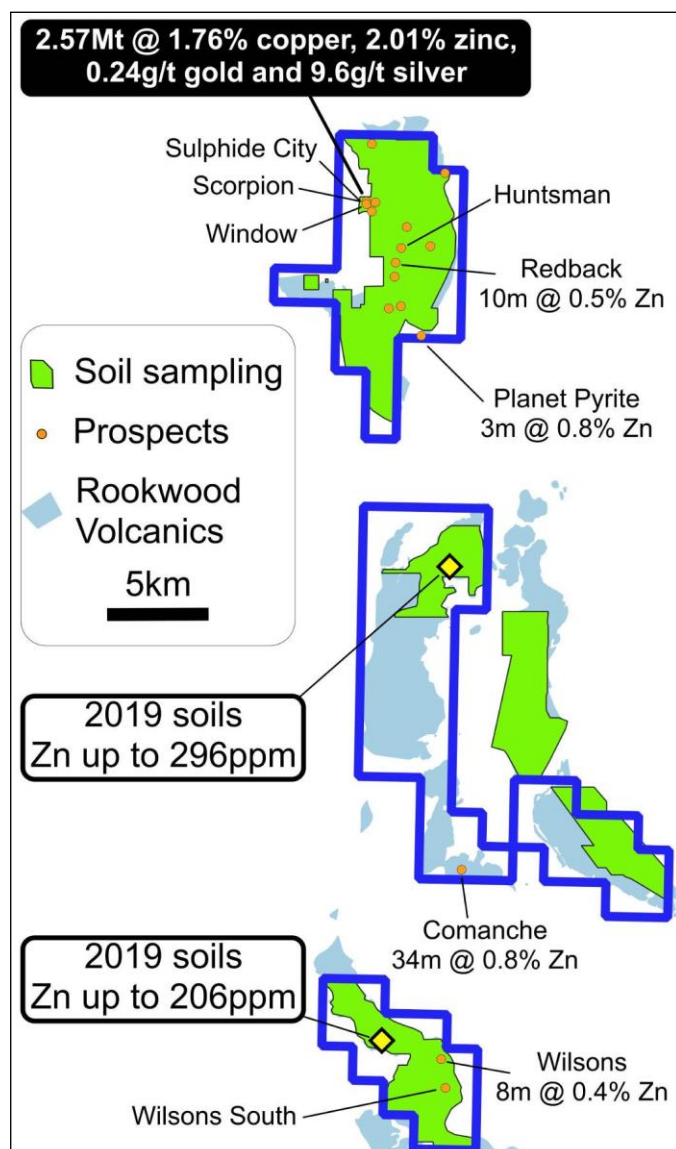 2.57Mt @ 1.76% copper, 2.01% zinc,
0.24g/t gold and 9.6g/t silver
Sulphide City
Scorpion
Window
Huntsman
Redback
10m @ 0.5% Zn
Planet Pyrite
3m @ 0.8% Zn
Soil sampling
Prospects
Rookwood
Volcanics
5km
2019 soils
Zn up to 296ppm
Comanche
34m @ 0.8% Zn
2019 soils
Zn up to 206ppm
Wilsons
8m @ 0.4% Zn
Wilsons South